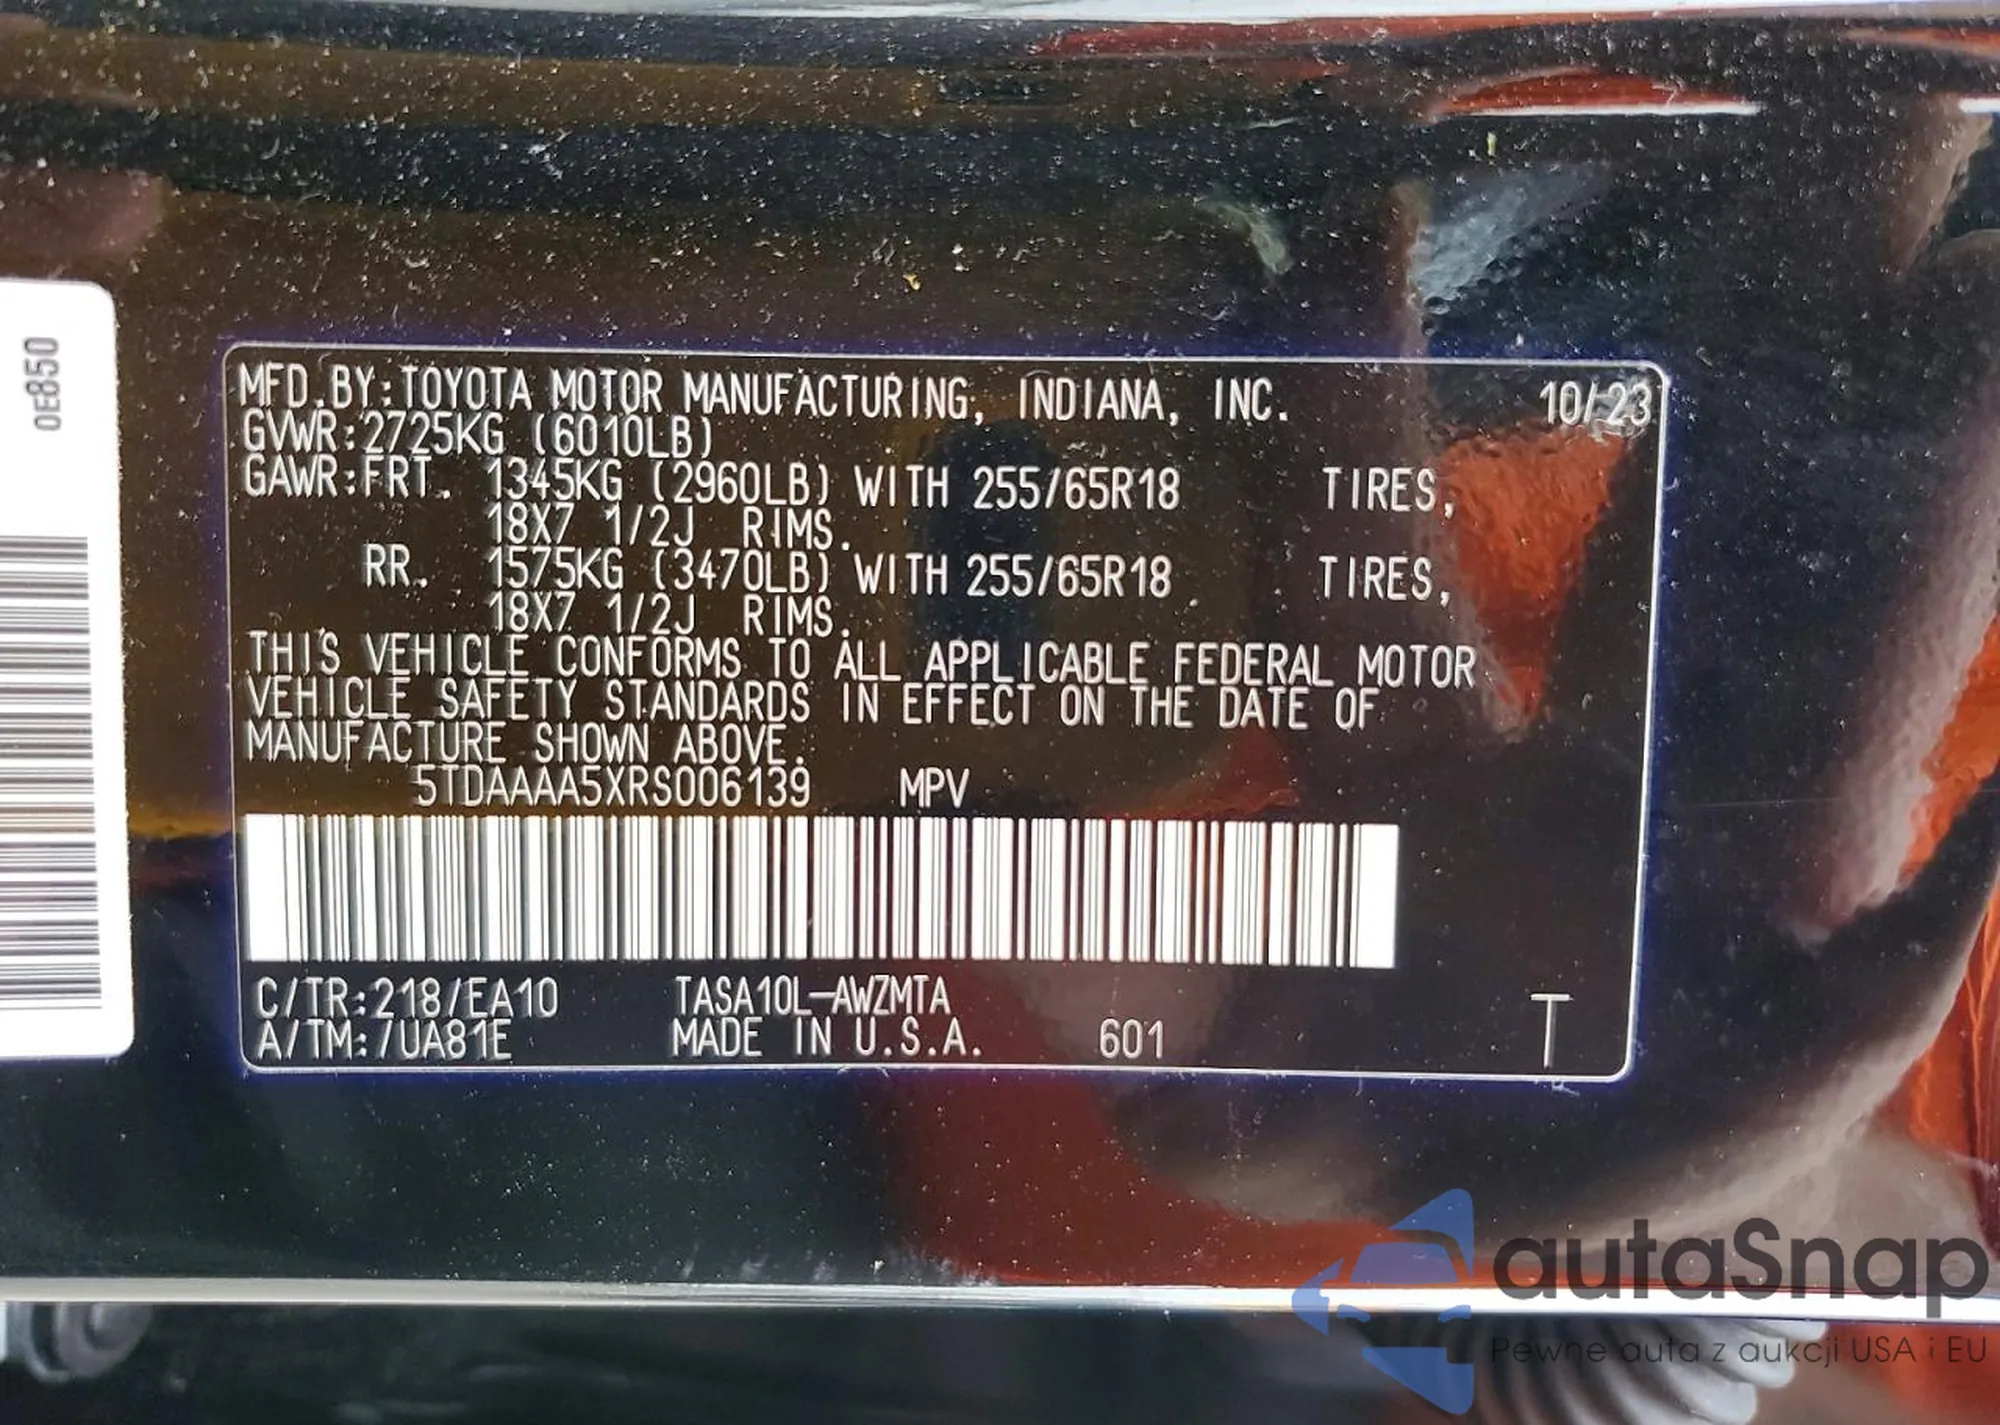 0E850
MFD.BY:TOYOTA MOTOR MANUFACTURING, INDIANA, INC. 10/23
GVWR:2725KG (6010LB)
GAWR:FRT. 1345KG (2960LB) WITH 255/65R18 TIRES,
18X7 1/2J RIMS.
RR. 1575KG (3470LB) WITH 255/65R18 TIRES,
18X7 1/2J RIMS.
THIS VEHICLE CONFORMS TO ALL APPLICABLE FEDERAL MOTOR
VEHICLE SAFETY STANDARDS IN EFFECT ON THE DATE OF
MANUFACTURE SHOWN ABOVE.
5TDAAAA5XRS006139 MPV
C/TR:218/EA10 TASA10L-AWZMTA
A/TM:7UA81E MADE IN U.S.A. 601 T
autaSnap
Pewne auta z aukcji USA i EU